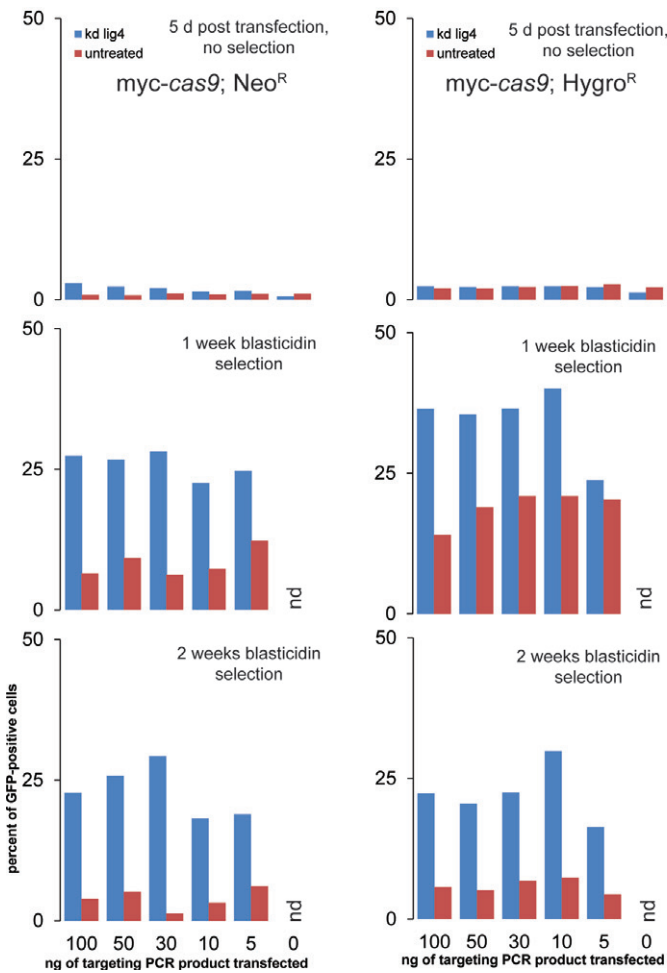 50
kd lig4
untreated
5 d post transfection,
no selection
myc-cas9; Neo^R
25
0
50
kd lig4
untreated
5 d post transfection,
no selection
myc-cas9; Hygro^R
25
0
50
1 week blasticidin
selection
25
0
nd
50
1 week blasticidin
selection
25
0
nd
50
2 weeks blasticidin
selection
25
0
nd
percent of GFP-positive cells
100 50 30 10 5 0
ng of targeting PCR product transfected
50
2 weeks blasticidin
selection
25
0
nd
100 50 30 10 5 0
ng of targeting PCR product transfected